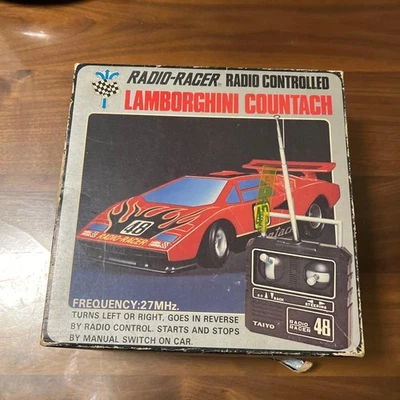 RADIO-RACER RADIO CONTROLLED
LAMBORGHINI COUNTACH
48
RADIO-RACER
Countach
FREQUENCY:27MHz.
TURNS LEFT OR RIGHT, GOES IN REVERSE
BY RADIO CONTROL. STARTS AND STOPS
BY MANUAL SWITCH ON CAR.
TAIYO
RADIO
RACER
48